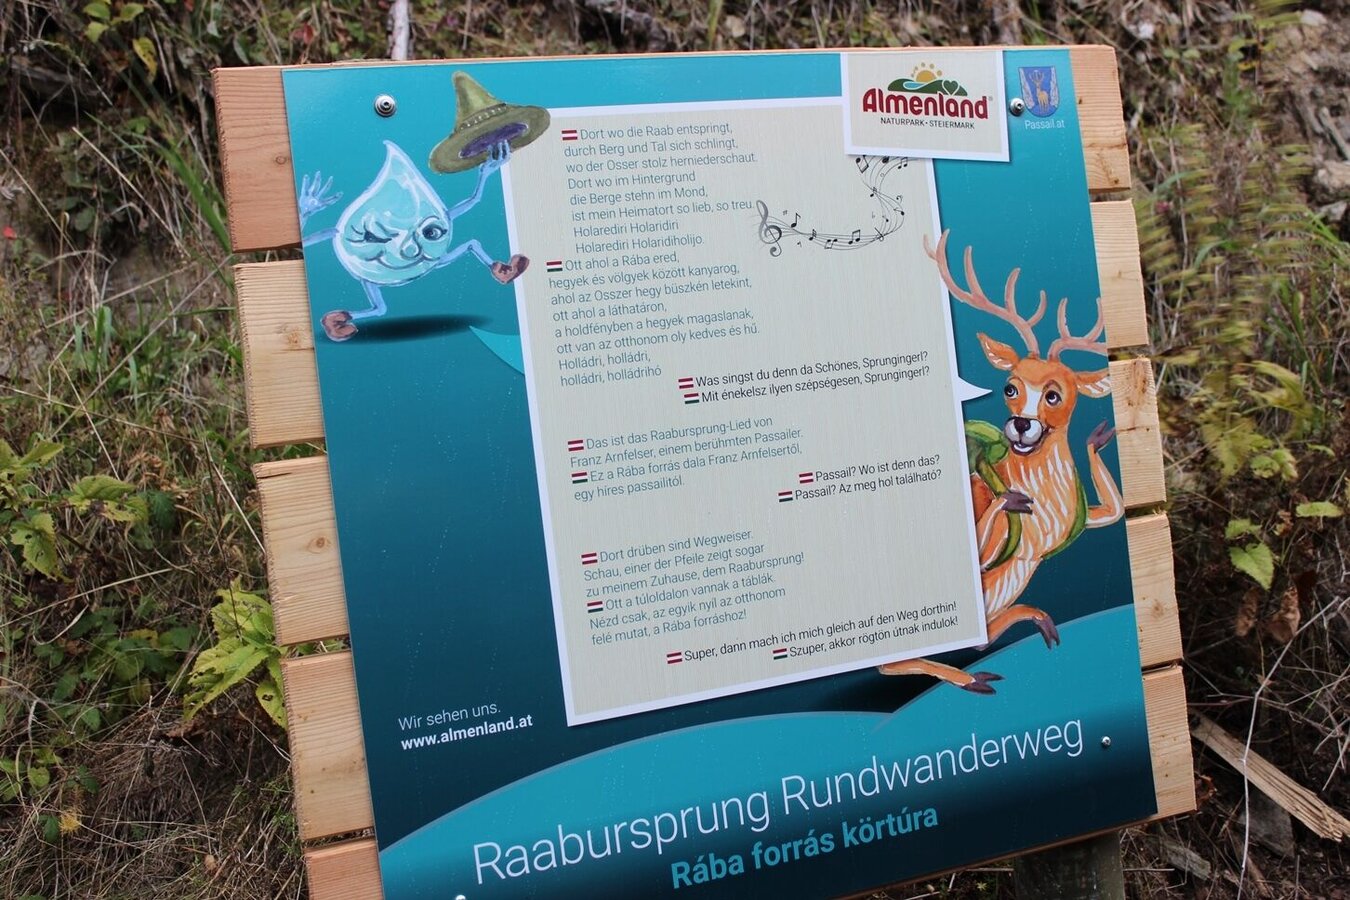 Almenland
NATURPARK • STEIERMARK
Passail.at
Dort wo die Raab entspringt,
durch Berg und Tal sich schlingt,
wo der Osser stolz herniederschaut.
Dort wo im Hintergrund
die Berge stehn im Mond,
ist mein Heimatort so lieb, so treu.
Holarediri Holaridiri
Holarediri Holaridiholijo.
Ott ahol a Rába ered,
hegyek és völgyek között kanyarog,
ahol az Osszer hegy büszkén letekint,
ott ahol a láthatáron,
a holdfényben a hegyek magaslanak,
ott van az otthonom oly kedves és hű.
Holládri, holládri,
holládri, holládrihó
Was singst du denn da Schönes, Sprungingerl?
Mit énekelsz ilyen szépségesen, Sprungingerl?
Das ist das Raabursprung-Lied von
Franz Arnfelser, einem berühmten Passailer.
Ez a Rába forrás dala Franz Arnfelsertől,
egy híres passailitól.
Passail? Wo ist denn das?
Passail? Az meg hol található?
Dort drüben sind Wegweiser.
Schau, einer der Pfeile zeigt sogar
zu meinem Zuhause, dem Raabursprung!
Ott a túloldalon vannak a táblák.
Nézd csak, az egyik nyíl az otthonom
felé mutat, a Rába forráshoz!
Super, dann mach ich mich gleich auf den Weg dorthin!
Szuper, akkor rögtön útnak indulok!
Wir sehen uns.
www.almenland.at
Raabursprung Rundwanderweg
Rába forrás körtúra